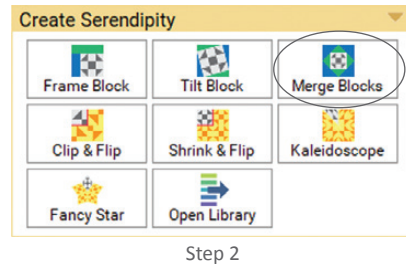 Create Serendipity
Frame Block Tilt Block Merge Blocks
Clip & Flip Shrink & Flip Kaleidoscope
Fancy Star Open Library
Step 2